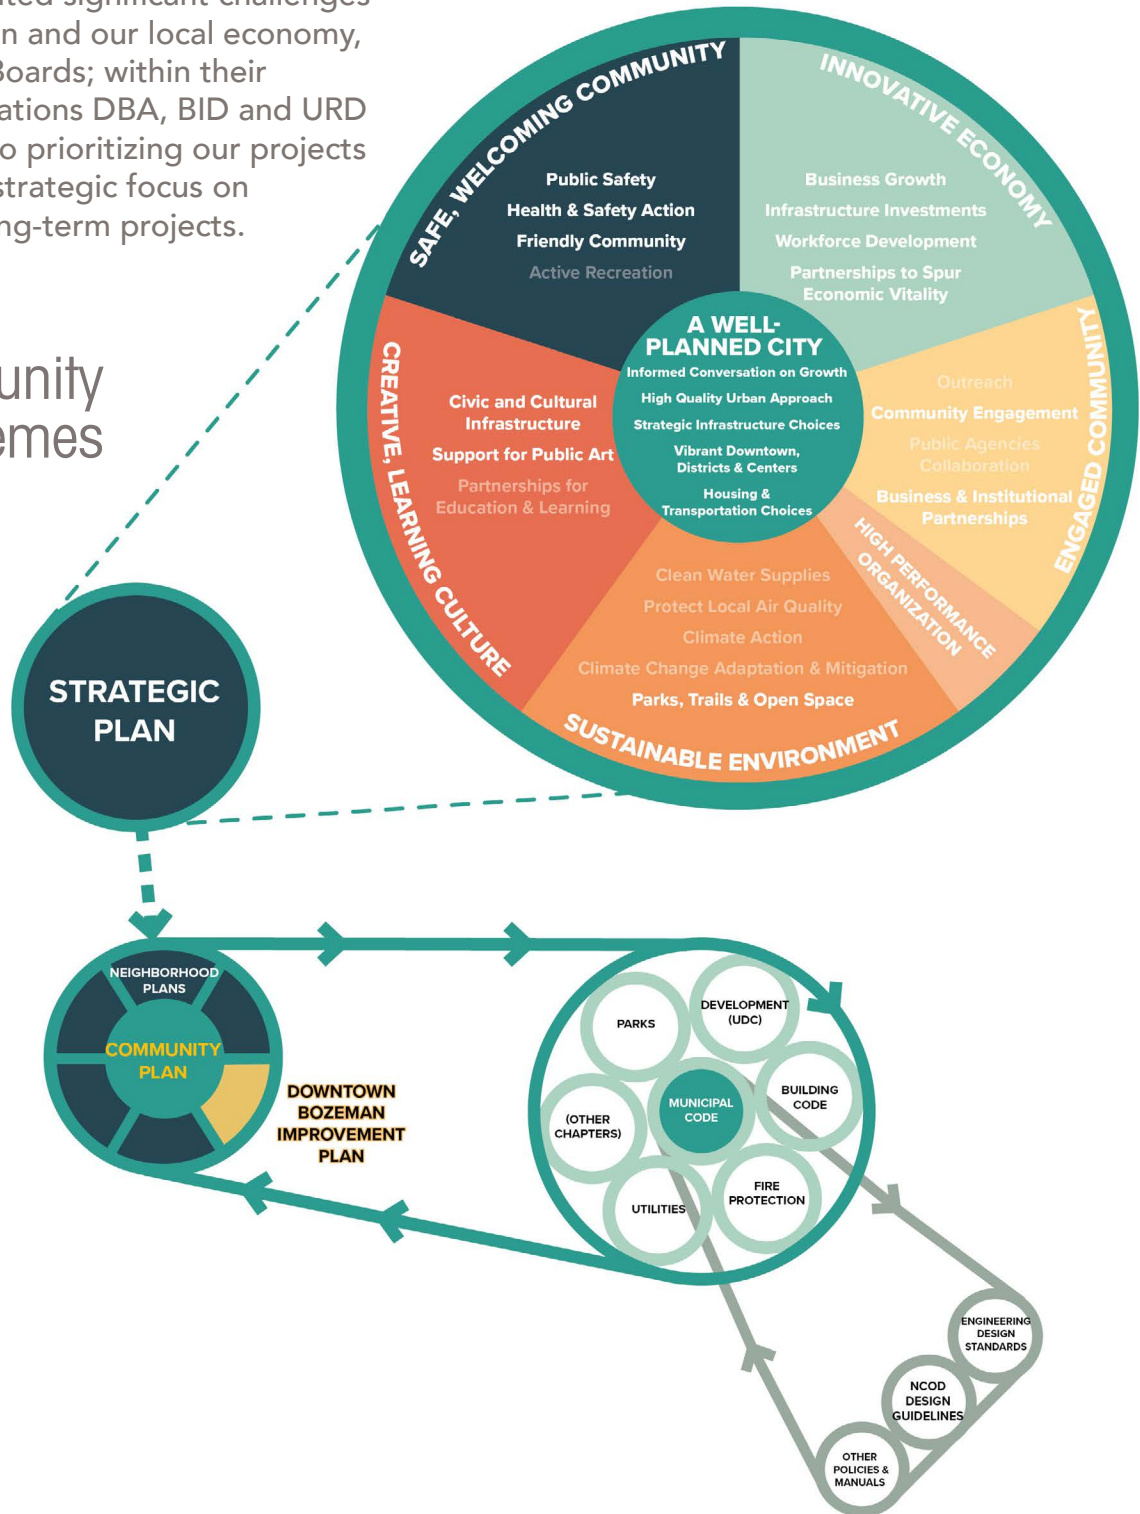 ted significant challenges
n and our local economy,
Boards; within their
ations DBA, BID and URD
o prioritizing our projects
strategic focus on
ng-term projects.
unity
emes
SAFE, WELCOMING COMMUNITY
Public Safety
Health & Safety Action
Friendly Community
Active Recreation
INNOVATIVE ECONOMY
Business Growth
Infrastructure Investments
Workforce Development
Partnerships to Spur
Economic Vitality
A WELL-
PLANNED CITY
Informed Conversation on Growth
High Quality Urban Approach
Strategic Infrastructure Choices
Vibrant Downtown,
Districts & Centers
Housing &
Transportation Choices
CREATIVE, LEARNING CULTURE
Civic and Cultural
Infrastructure
Support for Public Art
Partnerships for
Education & Learning
ENGAGED COMMUNITY
Outreach
Community Engagement
Public Agencies
Collaboration
Business & Institutional
Partnerships
HIGH PERFORMANCE
ORGANIZATION
Clean Water Supplies
Protect Local Air Quality
Climate Action
Climate Change Adaptation & Mitigation
Parks, Trails & Open Space
SUSTAINABLE ENVIRONMENT
STRATEGIC
PLAN
NEIGHBORHOOD
PLANS
COMMUNITY
PLAN
DOWNTOWN
BOZEMAN
IMPROVEMENT
PLAN
PARKS
DEVELOPMENT
(UDC)
MUNICIPAL
CODE
BUILDING
CODE
(OTHER
CHAPTERS)
UTILITIES
FIRE
PROTECTION
ENGINEERING
DESIGN
STANDARDS
NCOD
DESIGN
GUIDELINES
OTHER
POLICIES &
MANUALS